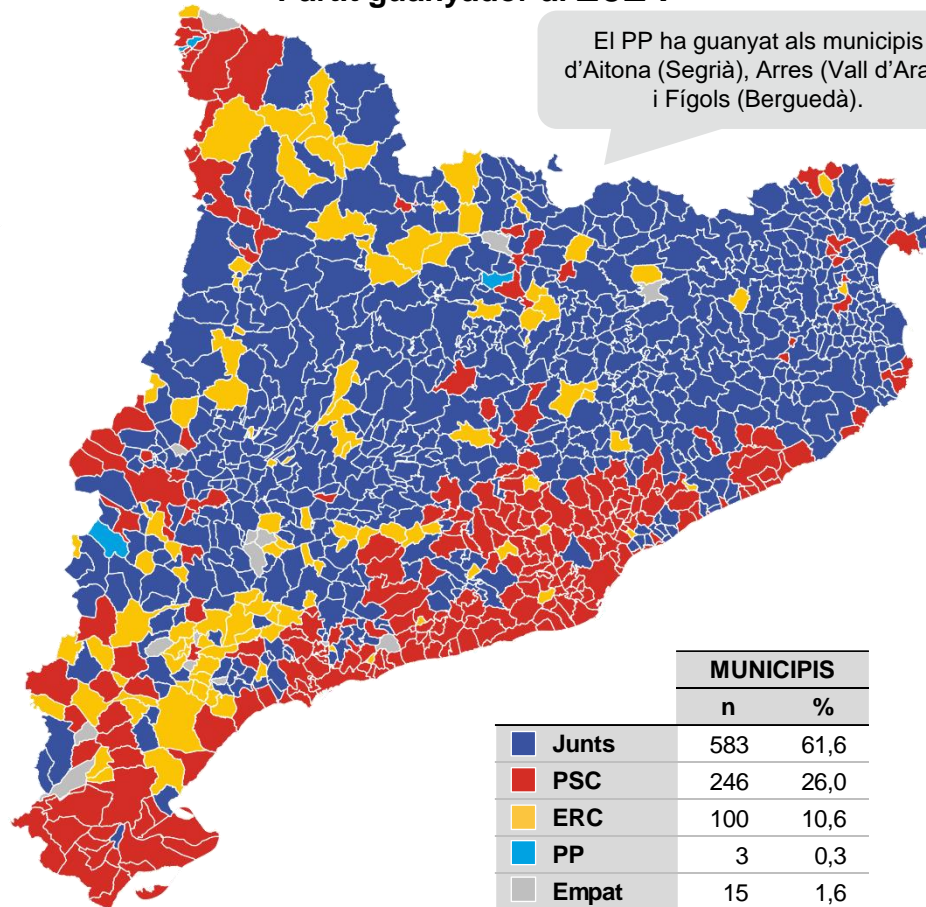 El PP ha guanyat als municipis
d'Aitona (Segrià), Arres (Vall d'Ara
i Fígols (Berguedà).
MUNICIPIS
n %
Junts 583 61,6
PSC 246 26,0
ERC 100 10,6
PP 3 0,3
Empat 15 1,6